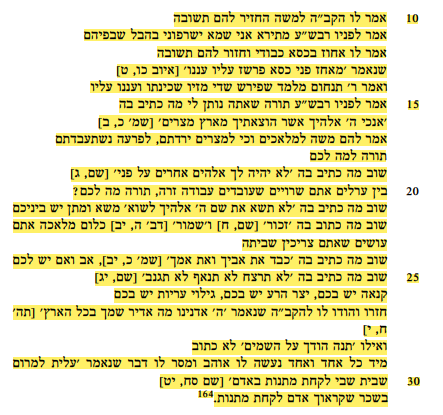 10 אמר לו הקב"ה למשה החזיר להם תשובה
אמר לפניו רבש"ע מתירא אני שמא ישרפוני בהבל שבפיהם
אמר לו אחוז בכסא כבודי וחזור להם תשובה
שנאמר 'מאחז פני כסא פרשז עליו עננו' [איוב כו, ט]
ואמר ר' תנחום מלמד שפירש שדי מזיו שכינתו ועננו עליו
15 אמר לפניו רבש"ע תורה שאתה נותן לי מה כתיב בה
'אנכי ה' אלהיך אשר הוצאתיך מארץ מצרים' [שמ' כ, ב]
אמר להם משה למלאכים וכי למצרים ירדתם, לפרעה נשתעבדתם
תורה למה לכם
שוב מה כתיב בה 'לא יהיה לך אלהים אחרים על פני' [שם, ג]
20 בין ערלים אתם שרויים שעובדים עבודה זרה, תורה מה לכם?
שוב מה כתיב בה 'לא תשא את שם ה' אלהיך לשוא' משא ומתן יש ביניכם
שוב מה כתוב בה 'זכור' [שם, ח] ו'שמור' [דב' ה, יב] כלום מלאכה אתם
עושים שאתם צריכין שביתה
שוב מה כתיב בה 'כבד את אביך ואת אמך' [שמ' כ, יב], אב ואם יש לכם
25 שוב מה כתיב בה 'לא תרצח לא תנאף לא תגנב' [שם, יג]
קנאה יש בכם, יצר הרע יש בכם, גילוי עריות יש בכם
חזרו והודו לו להקב"ה שנאמר 'ה' אדנינו מה אדיר שמך בכל הארץ' [תה'
ח, י]
ואילו 'תנה הודך על השמים' לא כתוב
מיד כל אחד ואחד נעשה לו אוהב ומסר לו דבר שנאמר 'עלית למרום
30 שבית שבי לקחת מתנות באדם' [שם סח, יט]
בשכר שקראוך אדם לקחת מתנות.164